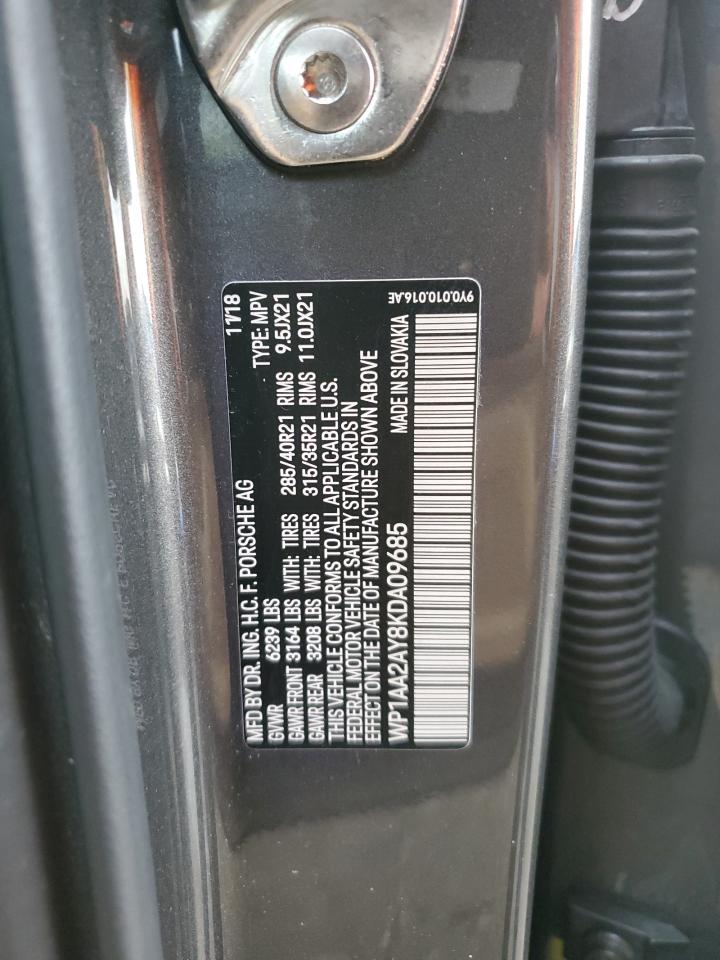 MFD BY DR. ING. H.C. F. PORSCHE AG 11/18
GVWR 6239 LBS TYPE: MPV
GAWR FRONT 3164 LBS WITH: TIRES 285/40R21 RIMS 9.5JX21
GAWR REAR 3208 LBS WITH: TIRES 315/35R21 RIMS 11.0JX21
THIS VEHICLE CONFORMS TO ALL APPLICABLE U.S.
FEDERAL MOTOR VEHICLE SAFETY STANDARDS IN
EFFECT ON THE DATE OF MANUFACTURE SHOWN ABOVE
WP1AA2AY8KDA09685 MADE IN SLOVAKIA
9Y0.010.016.AE